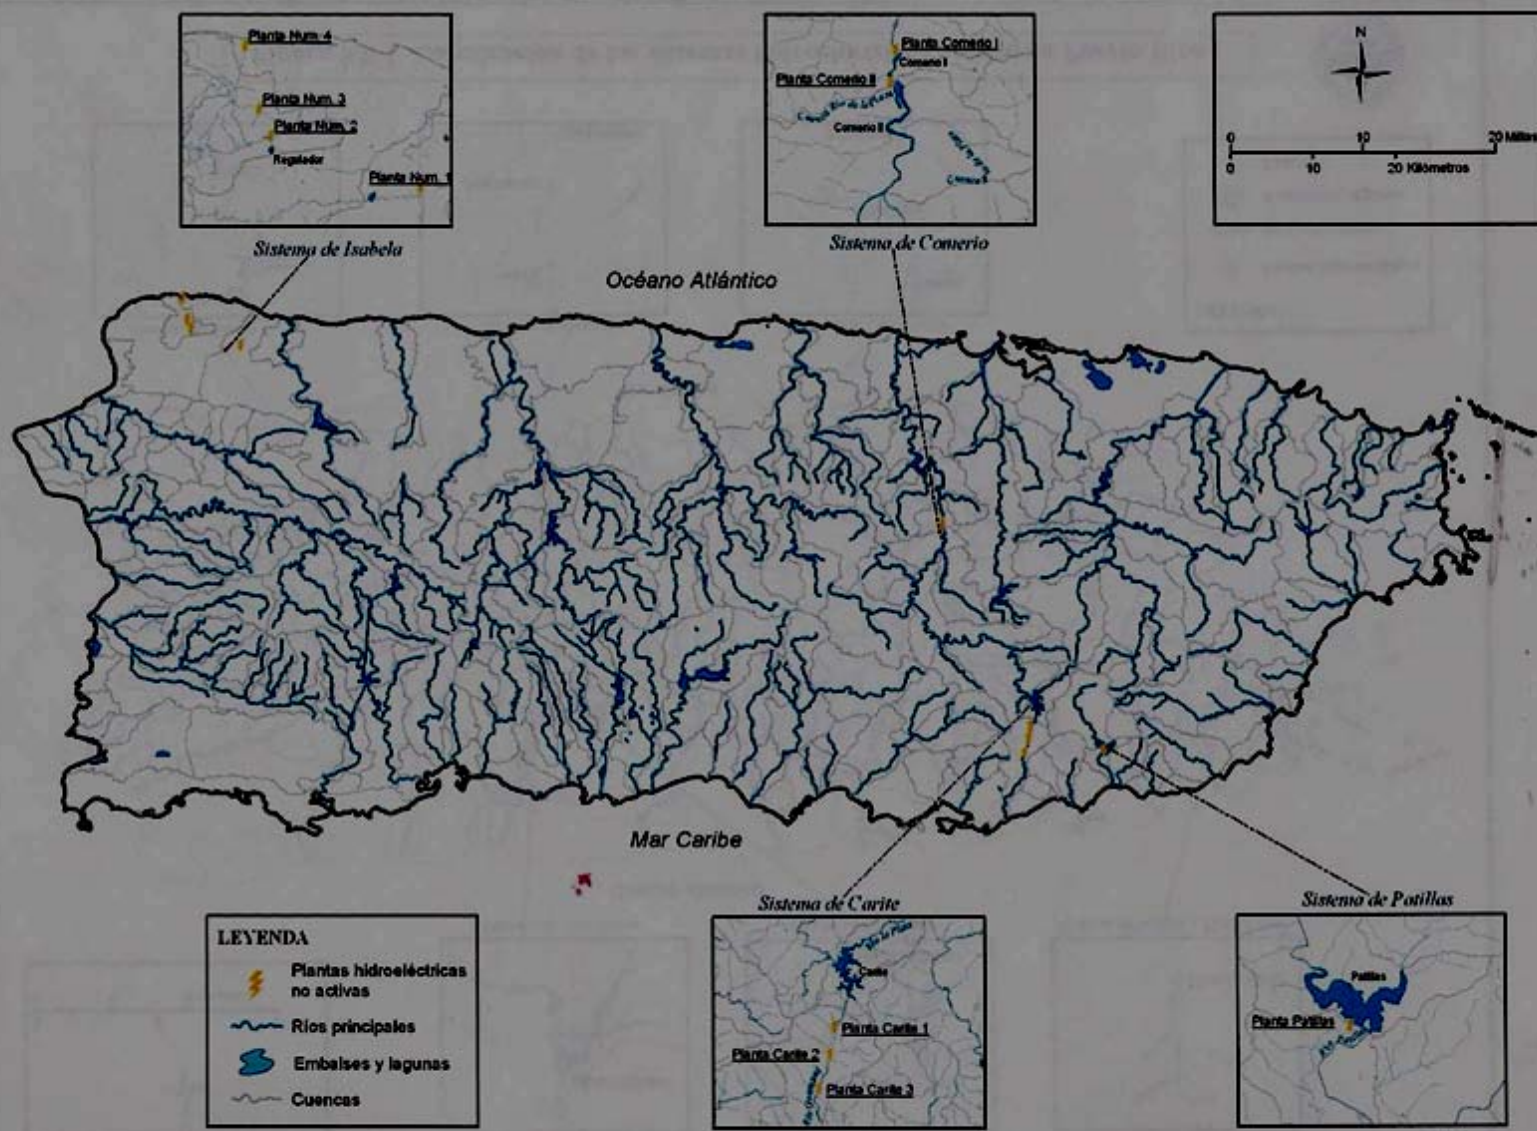 Planta Num. 4
Planta Num. 3
Planta Num. 2
Regulador
Planta Num. 1
Sistema de Isabela
Planta Comerio I
Comerio I
Planta Comerio II
Comerio II
Sistema de Comerio
N
0 10 20 Millas
0 10 20 Kilómetros
Océano Atlántico
Mar Caribe
LEYENDA
Plantas hidroeléctricas
no activas
Ríos principales
Embalses y lagunas
Cuencas
Sistema de Carite
Río la Plata
Carite
Planta Carite 1
Planta Carite 2
Planta Carite 3
Sistema de Patillas
Patillas
Planta Patillas